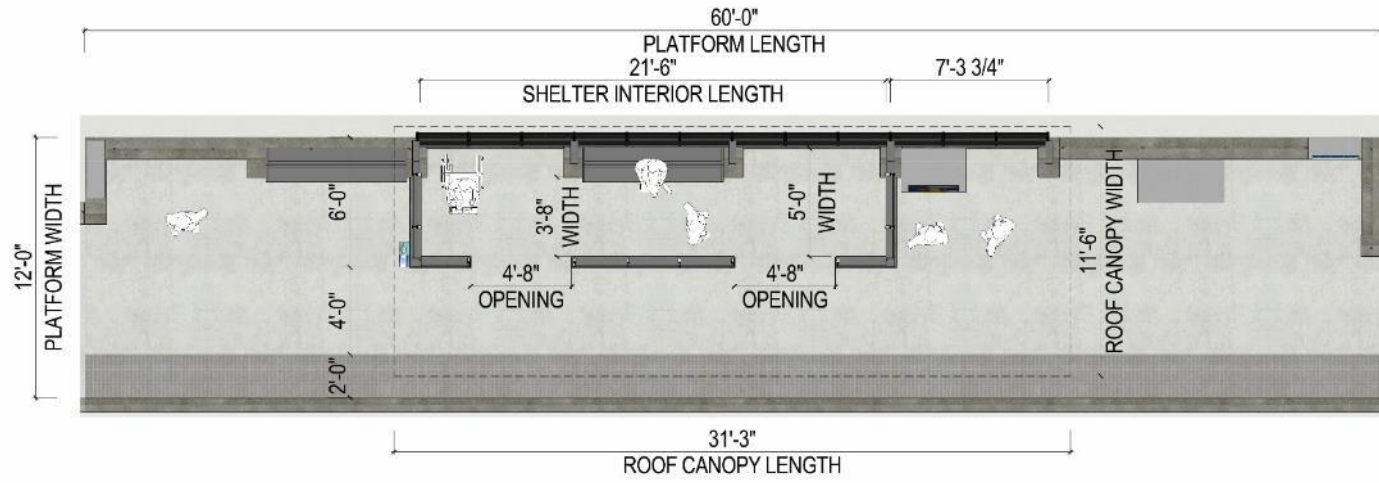 60'-0"
PLATFORM LENGTH
21'-6"
7'-3 3/4"
SHELTER INTERIOR LENGTH
12'-0"
PLATFORM WIDTH
6'-0"
4'-0"
2'-0"
3'-8"
WIDTH
5'-0"
WIDTH
4'-8"
OPENING
4'-8"
OPENING
11'-6"
ROOF CANOPY WIDTH
31'-3"
ROOF CANOPY LENGTH